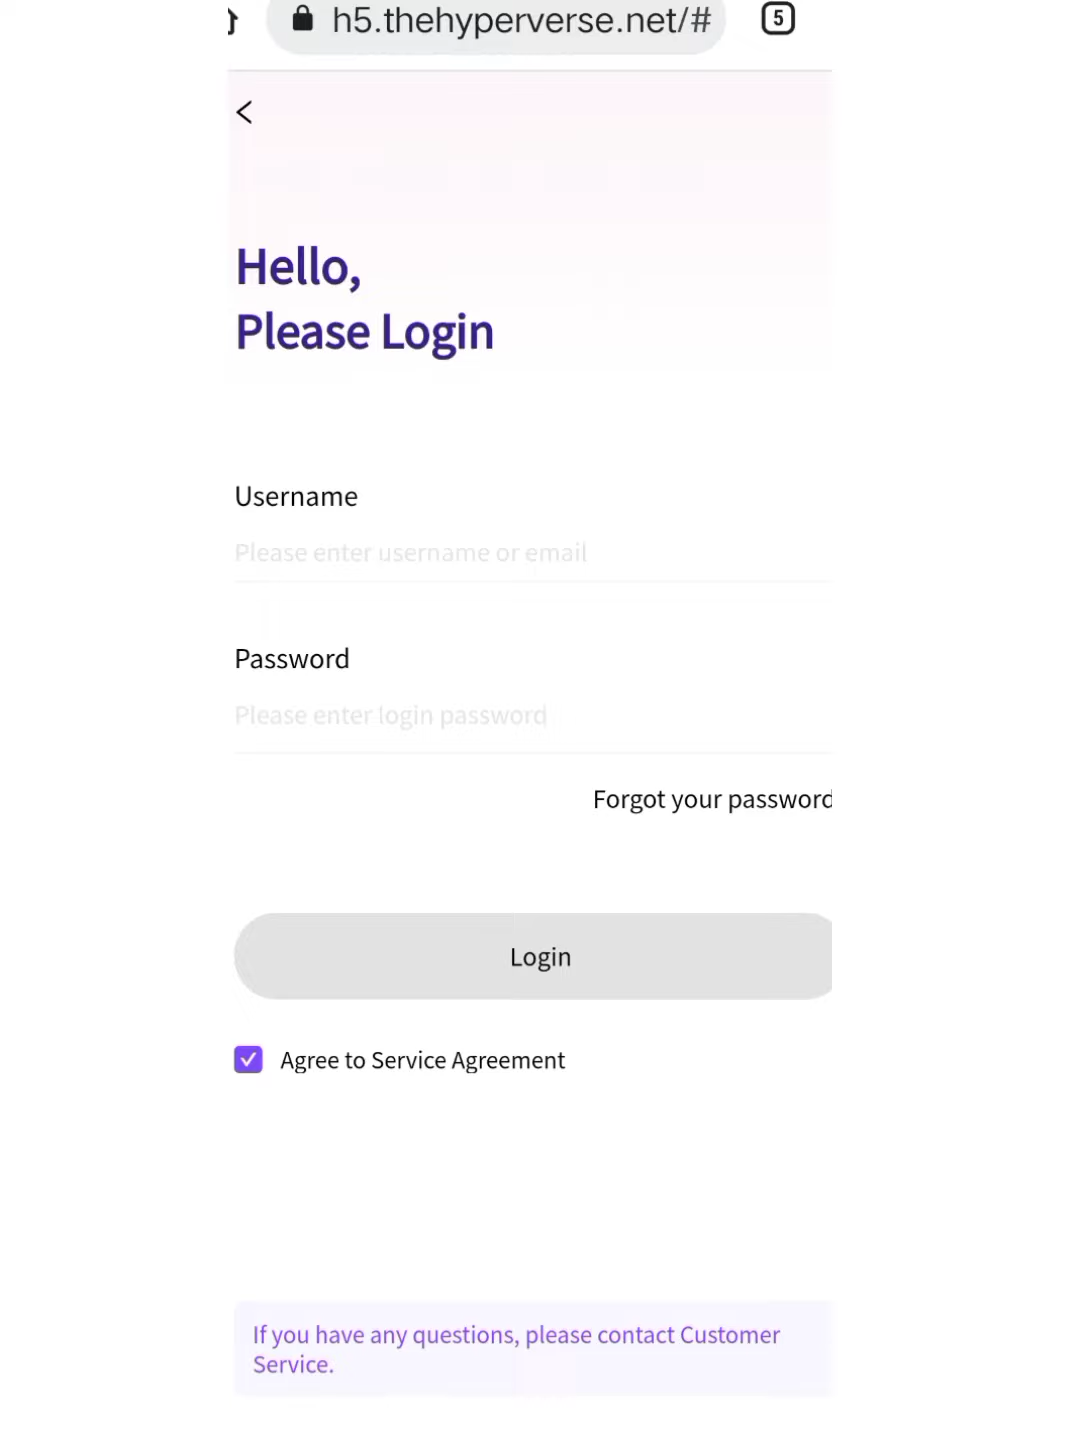 h5.thehyperverse.net/#
5
Hello,
Please Login
Username
Please enter username or email
Password
Please enter login password
Forgot your password
Login
Agree to Service Agreement
If you have any questions, please contact Customer
Service.